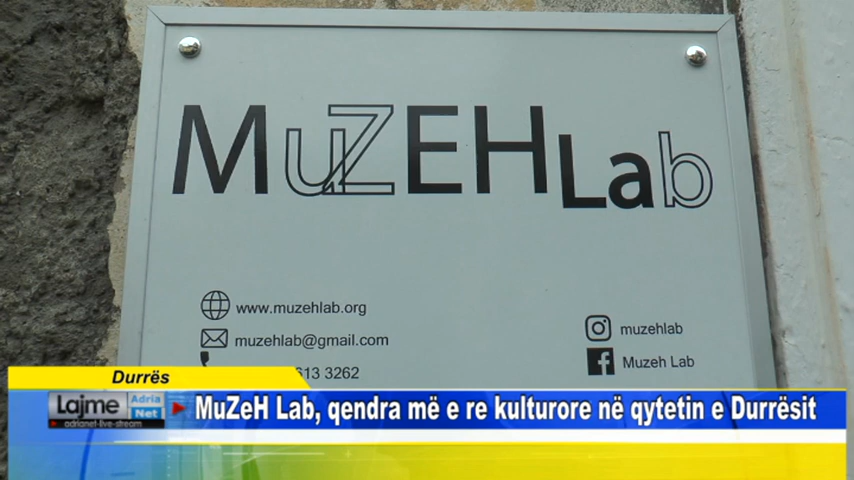 MuZEHLab
www.muzehlab.org
muzehlab@gmail.com
613 3262
muzehlab
Muzeh Lab
Durrës
Lajme Adria Net
adrianet-live-stream
MuZeH Lab, qendra më e re kulturore në qytetin e Durrësit